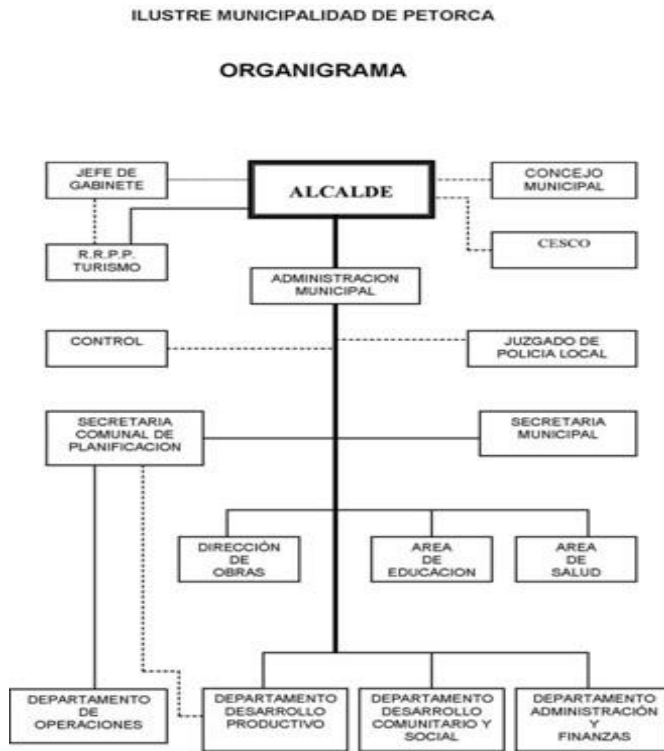 ILUSTRE MUNICIPALIDAD DE PETORCA
ORGANIGRAMA
JEFE DE
GABINETE
ALCALDE
CONCEJO
MUNICIPAL
R.R.P.P.
TURISMO
CESCO
ADMINISTRACION
MUNICIPAL
CONTROL
JUZGADO DE
POLICIA LOCAL
SECRETARIA
COMUNAL DE
PLANIFICACION
SECRETARIA
MUNICIPAL
DIRECCIÓN
DE
OBRAS
AREA
DE
EDUCACION
AREA
DE
SALUD
DEPARTAMENTO
DE
OPERACIONES
DEPARTAMENTO
DESARROLLO
PRODUCTIVO
DEPARTAMENTO
DESARROLLO
COMUNITARIO Y
SOCIAL
DEPARTAMENTO
ADMINISTRACIÓN
Y
FINANZAS